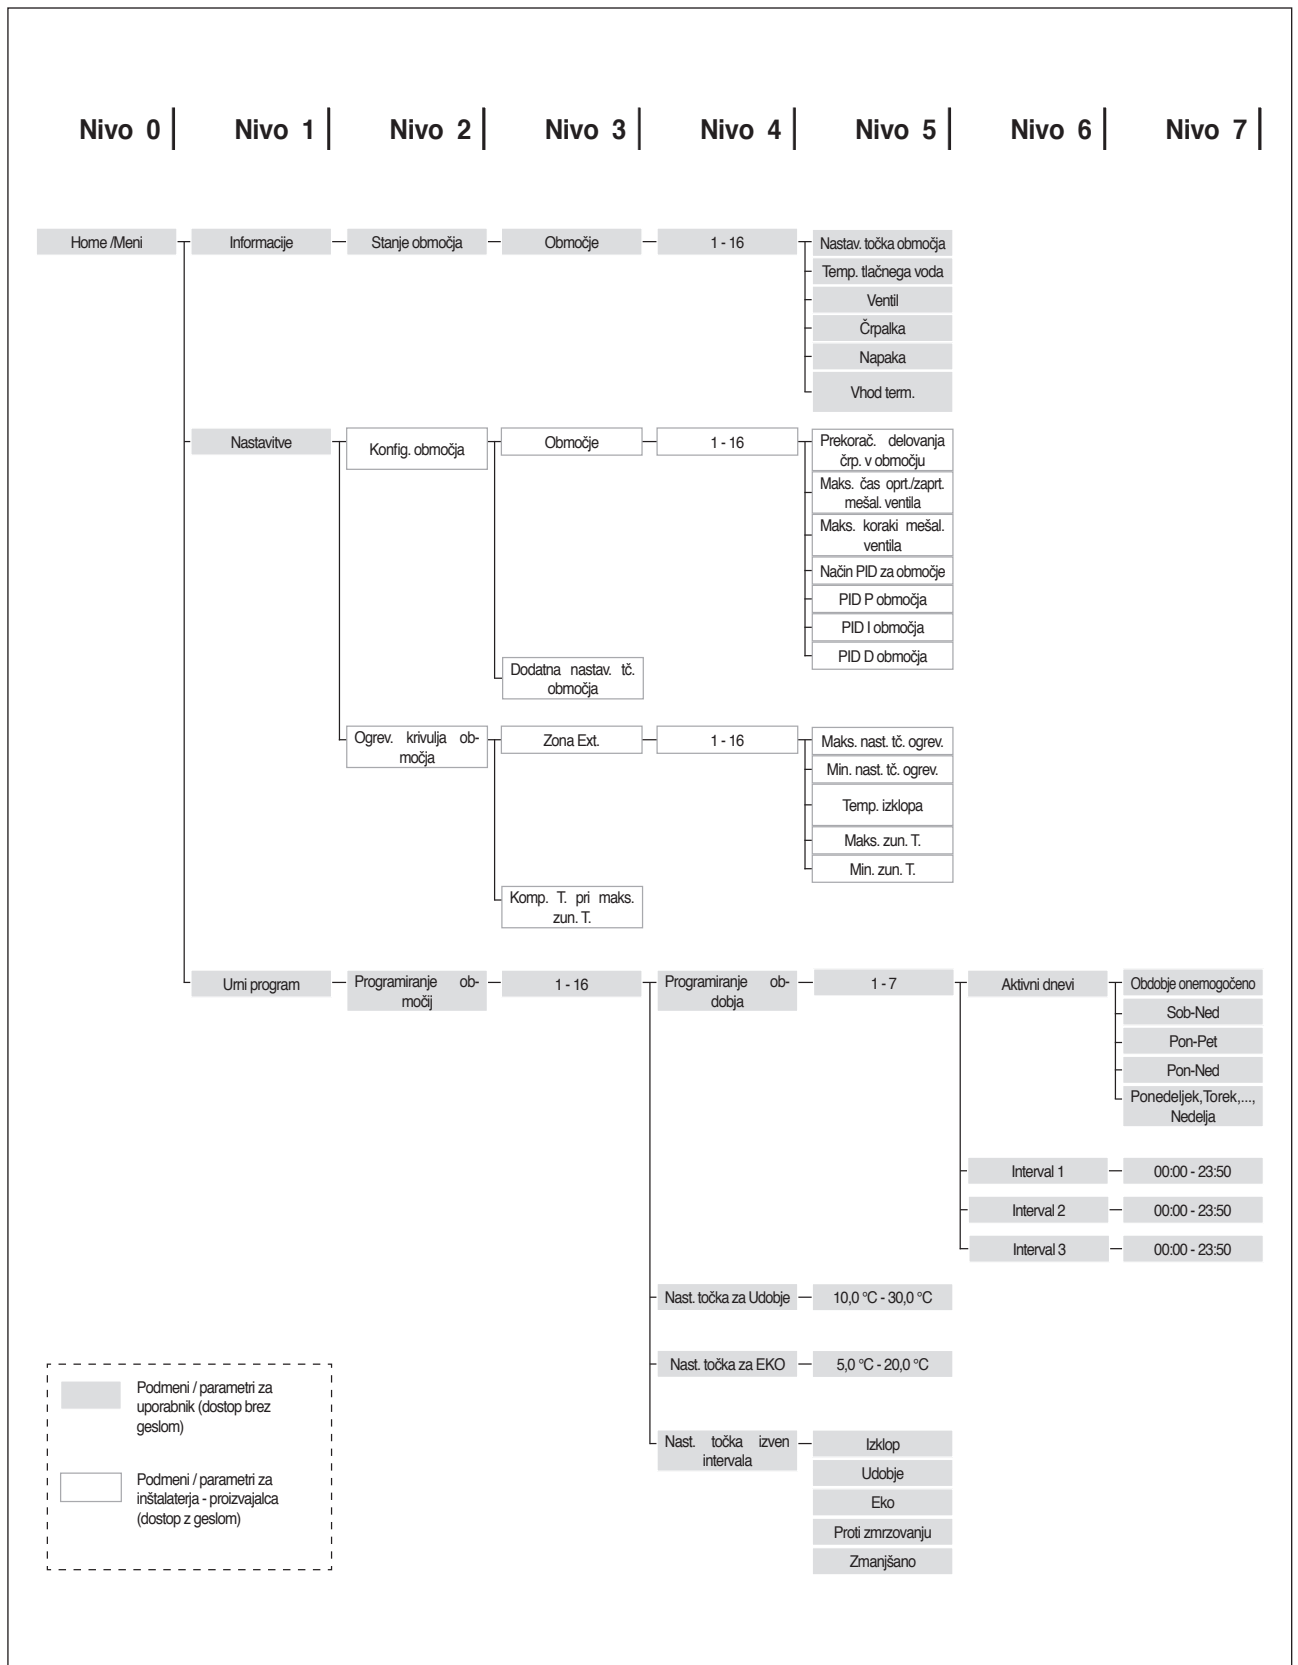 Nivo 0 Nivo 1 Nivo 2 Nivo 3 Nivo 4 Nivo 5 Nivo 6 Nivo 7
Home /Meni Informacije Stanje območja Območje 1 - 16 Nastav. točka območja
Temp. tlačnega voda
Ventil
Črpalka
Napaka
Vhod term.
Nastavitve Konfig. območja Območje 1 - 16 Prekorač. delovanja
črp. v območju
Maks. čas oprt./zaprt.
mešal. ventila
Maks. koraki mešal.
ventila
Način PID za območje
PID P območja
PID I območja
PID D območja
Dodatna nastav. tč.
območja
Ogrev. krivulja ob-
močja
Zona Ext. 1 - 16 Maks. nast. tč. ogrev.
Min. nast. tč. ogrev.
Temp. izklopa
Maks. zun. T.
Min. zun. T.
Komp. T. pri maks.
zun. T.
Urni program Programiranje ob-
močij
1 - 16 Programiranje ob-
dobja
1 - 7 Aktivni dnevi Obdobje onemogočeno
Sob-Ned
Pon-Pet
Pon-Ned
Ponedeljek,Torek,...,
Nedelja
Interval 1 00:00 - 23:50
Interval 2 00:00 - 23:50
Interval 3 00:00 - 23:50
Nast. točka za Udobje 10,0 °C - 30,0 °C
Nast. točka za EKO 5,0 °C - 20,0 °C
Nast. točka izven
intervala
Izklop
Udobje
Eko
Proti zmrzovanju
Zmanjšano
Podmeni / parametri za
uporabnik (dostop brez
geslom)
Podmeni / parametri za
inštalaterja - proizvajalca
(dostop z geslom)